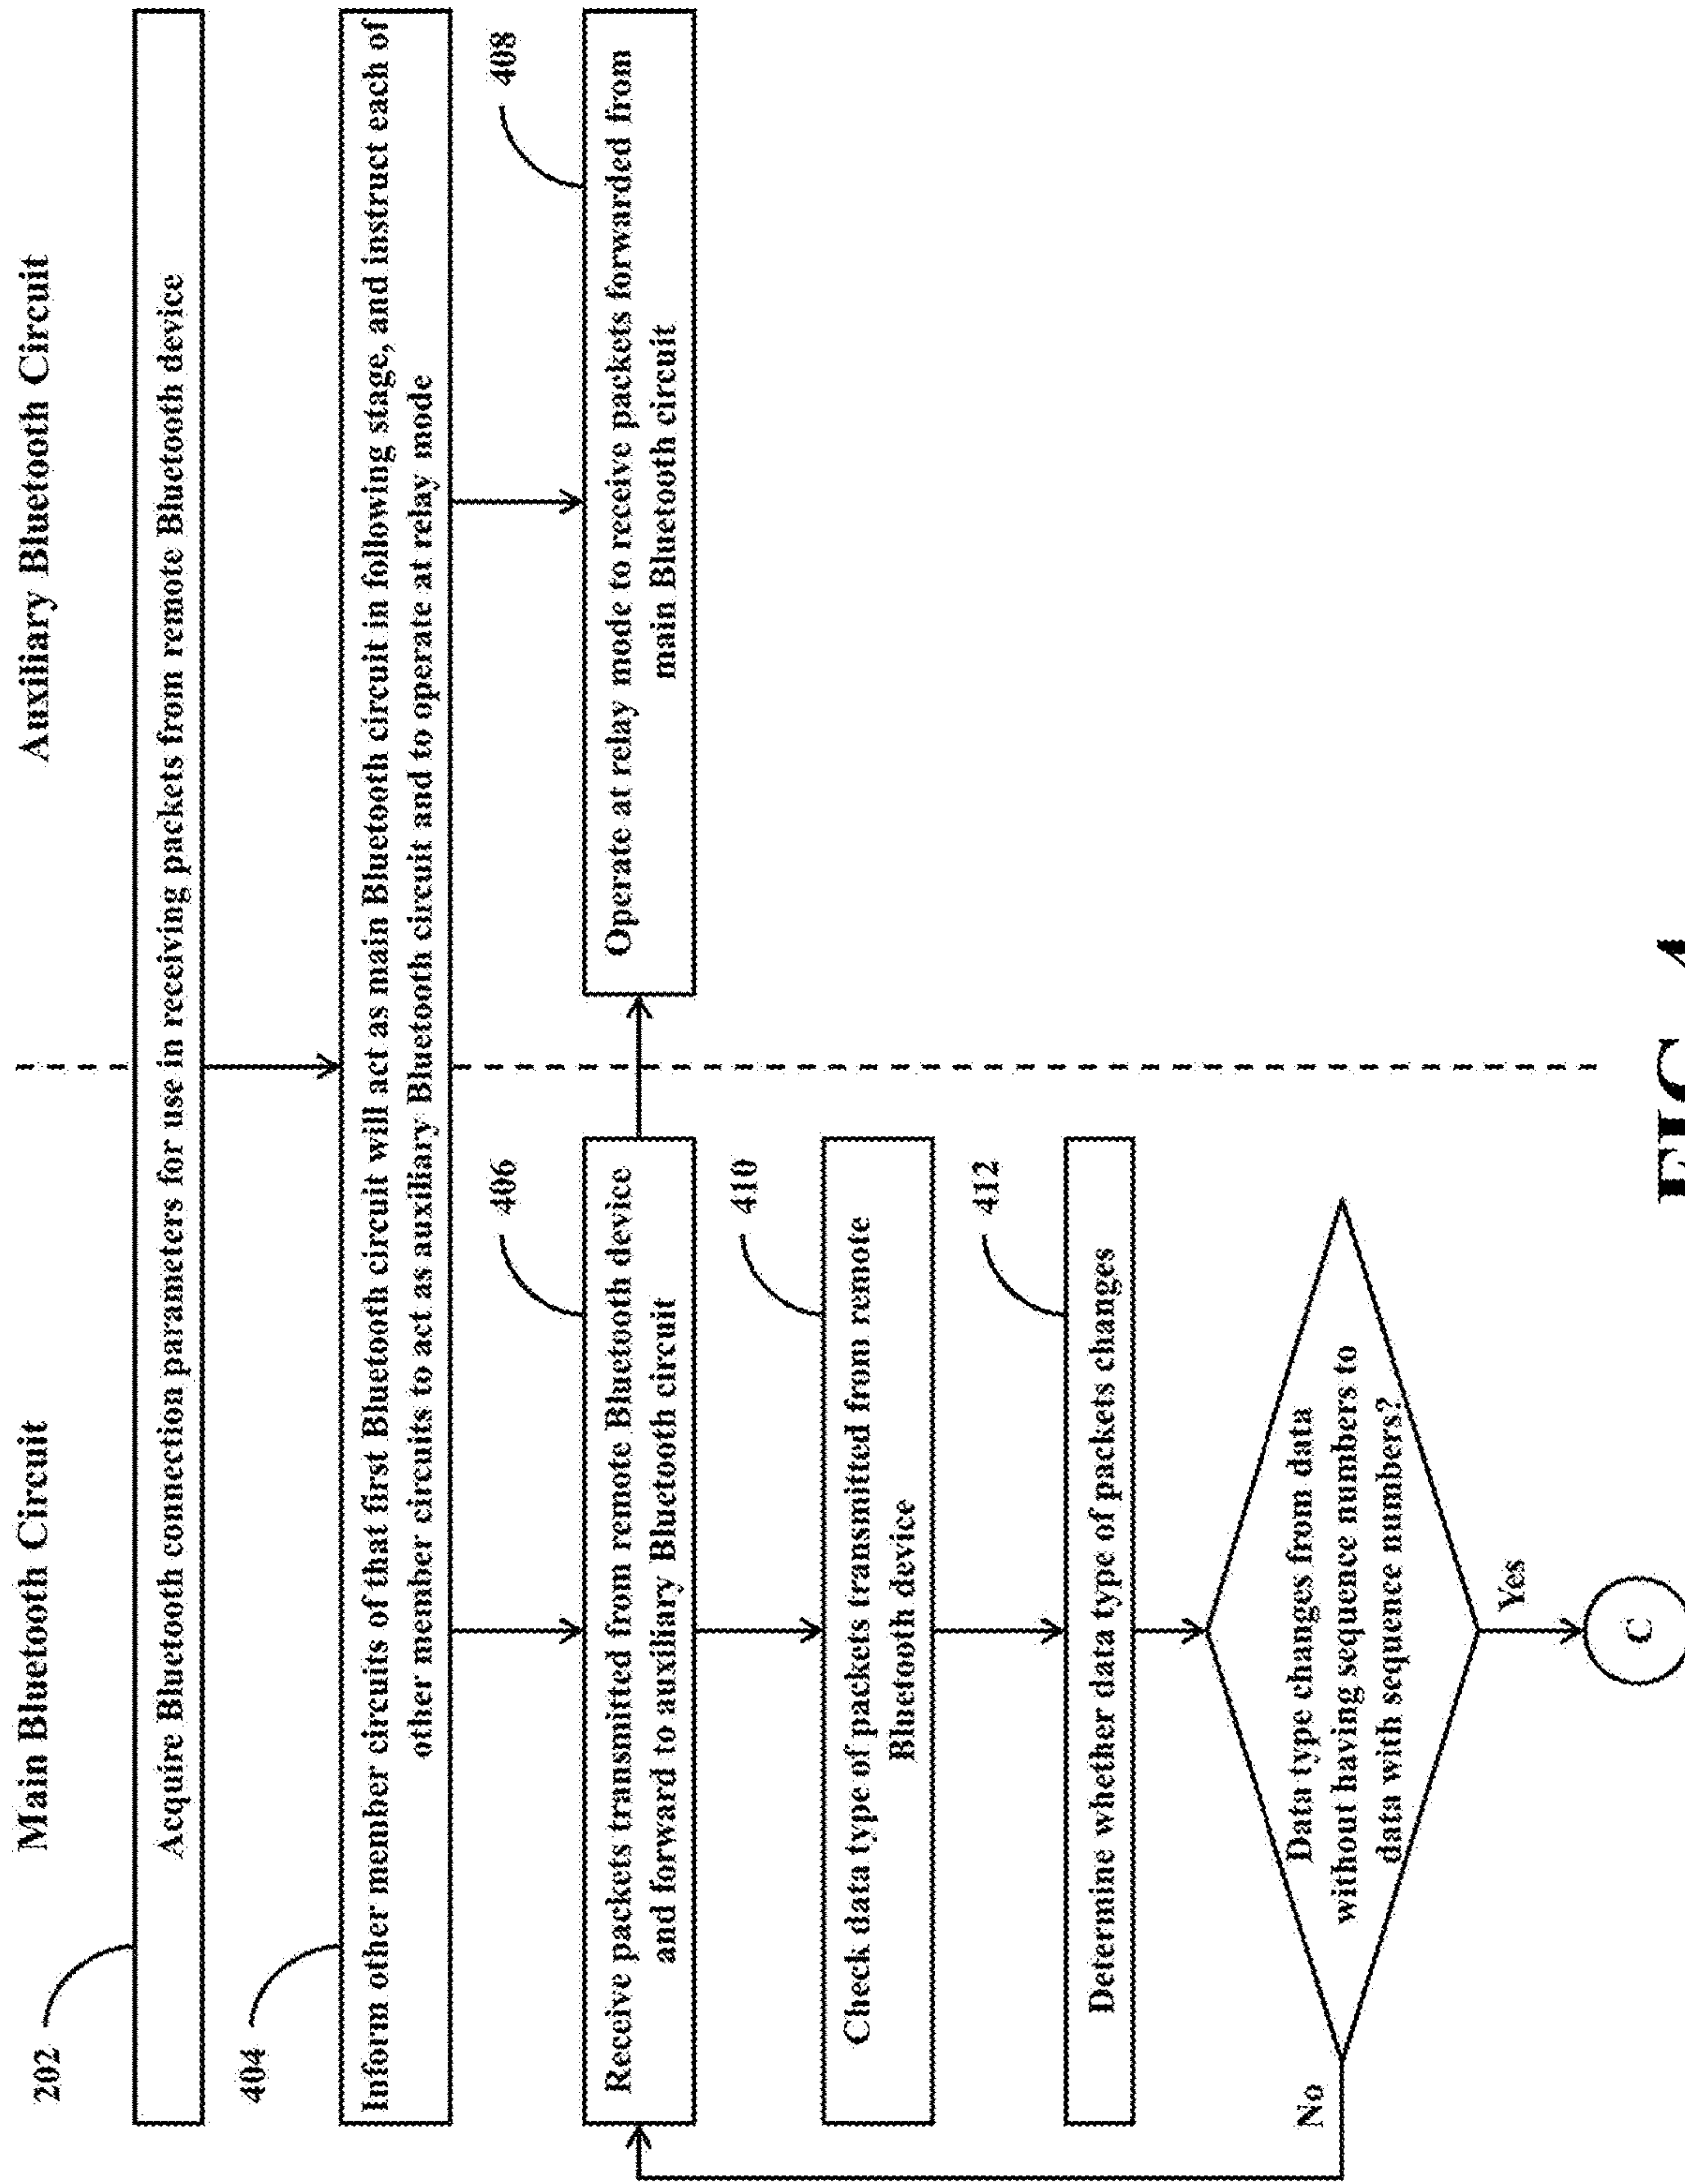 Main Bluetooth Circuit
Auxiliary Bluetooth Circuit
202
Acquire Bluetooth connection parameters for use in receiving packets from remote Bluetooth device
404
Inform other member circuits of that first Bluetooth circuit will act as main Bluetooth circuit in following stage, and instruct each of
other member circuits to act as auxiliary Bluetooth circuit and to operate at relay mode
406
Receive packets transmitted from remote Bluetooth device
and forward to auxiliary Bluetooth circuit
408
Operate at relay mode to receive packets forwarded from
main Bluetooth circuit
410
Check data type of packets transmitted from remote
Bluetooth device
412
Determine whether data type of packets changes
Data type changes from data
without having sequence numbers to
data with sequence numbers?
No
Yes
C